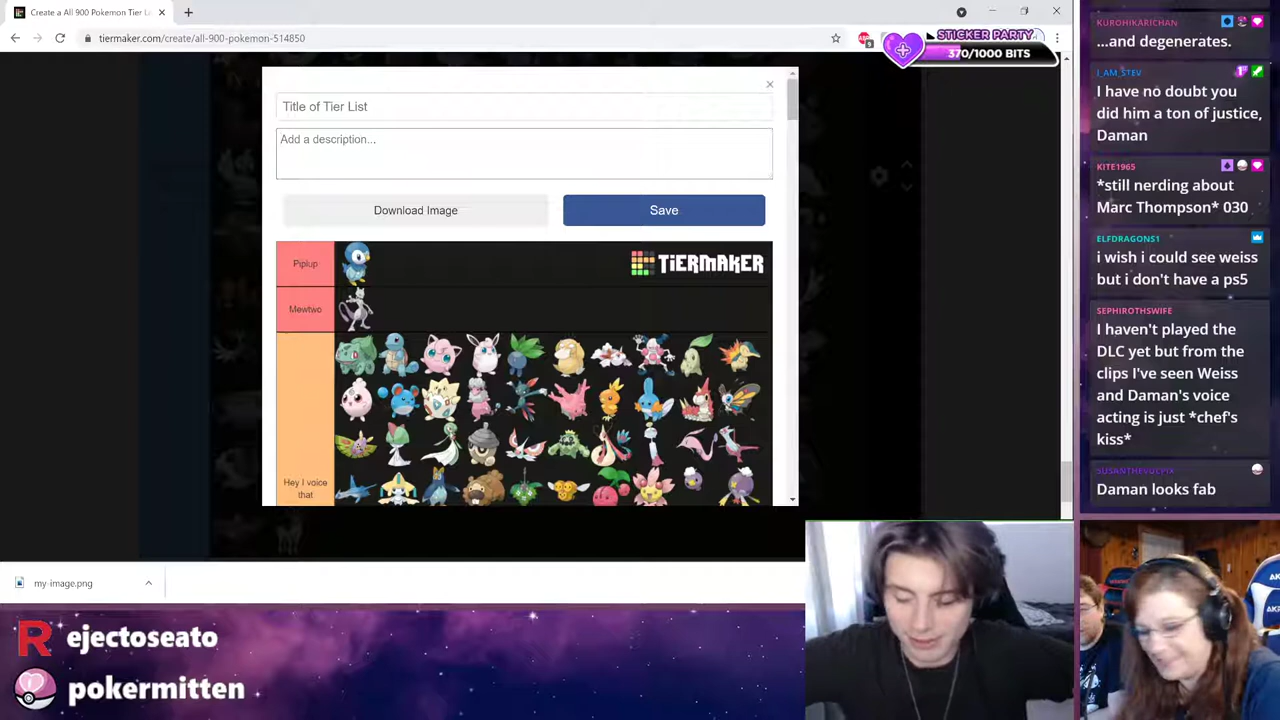 Create a All 900 Pokemon Tier Li
tiermaker.com/create/all-900-pokemon-514850
STICKER PARTY
370/1000 BITS
Title of Tier List
Add a description...
Download Image
Save
Piplup
TIERMAKER
Mewtwo
Hey I voice
that
my-image.png
R ejectoseato
pokermitten
KUROHIKARICHAN
...and degenerates.
I_AM_STEV
I have no doubt you
did him a ton of justice,
Daman
KITE1965
*still nerding about
Marc Thompson* 030
ELFDRAGONS1
i wish i could see weiss
but i don't have a ps5
SEPHIROTHSWIFE
I haven't played the
DLC yet but from the
clips I've seen Weiss
and Daman's voice
acting is just *chef's
kiss*
Daman looks fab